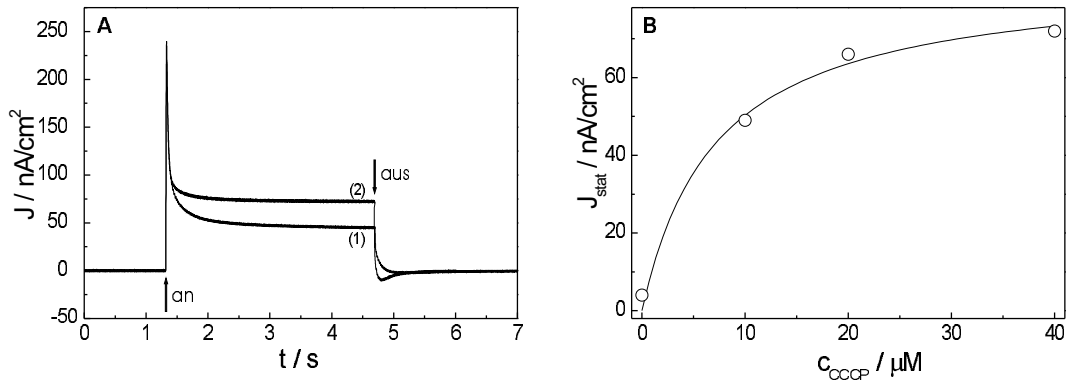 A
J / nA/cm²
250
200
150
100
50
0
-50
(2)
(1)
an
aus
0 1 2 3 4 5 6 7
t / s
B
J_stat / nA/cm²
60
40
20
0
0 10 20 30 40
c_CCCP / µM